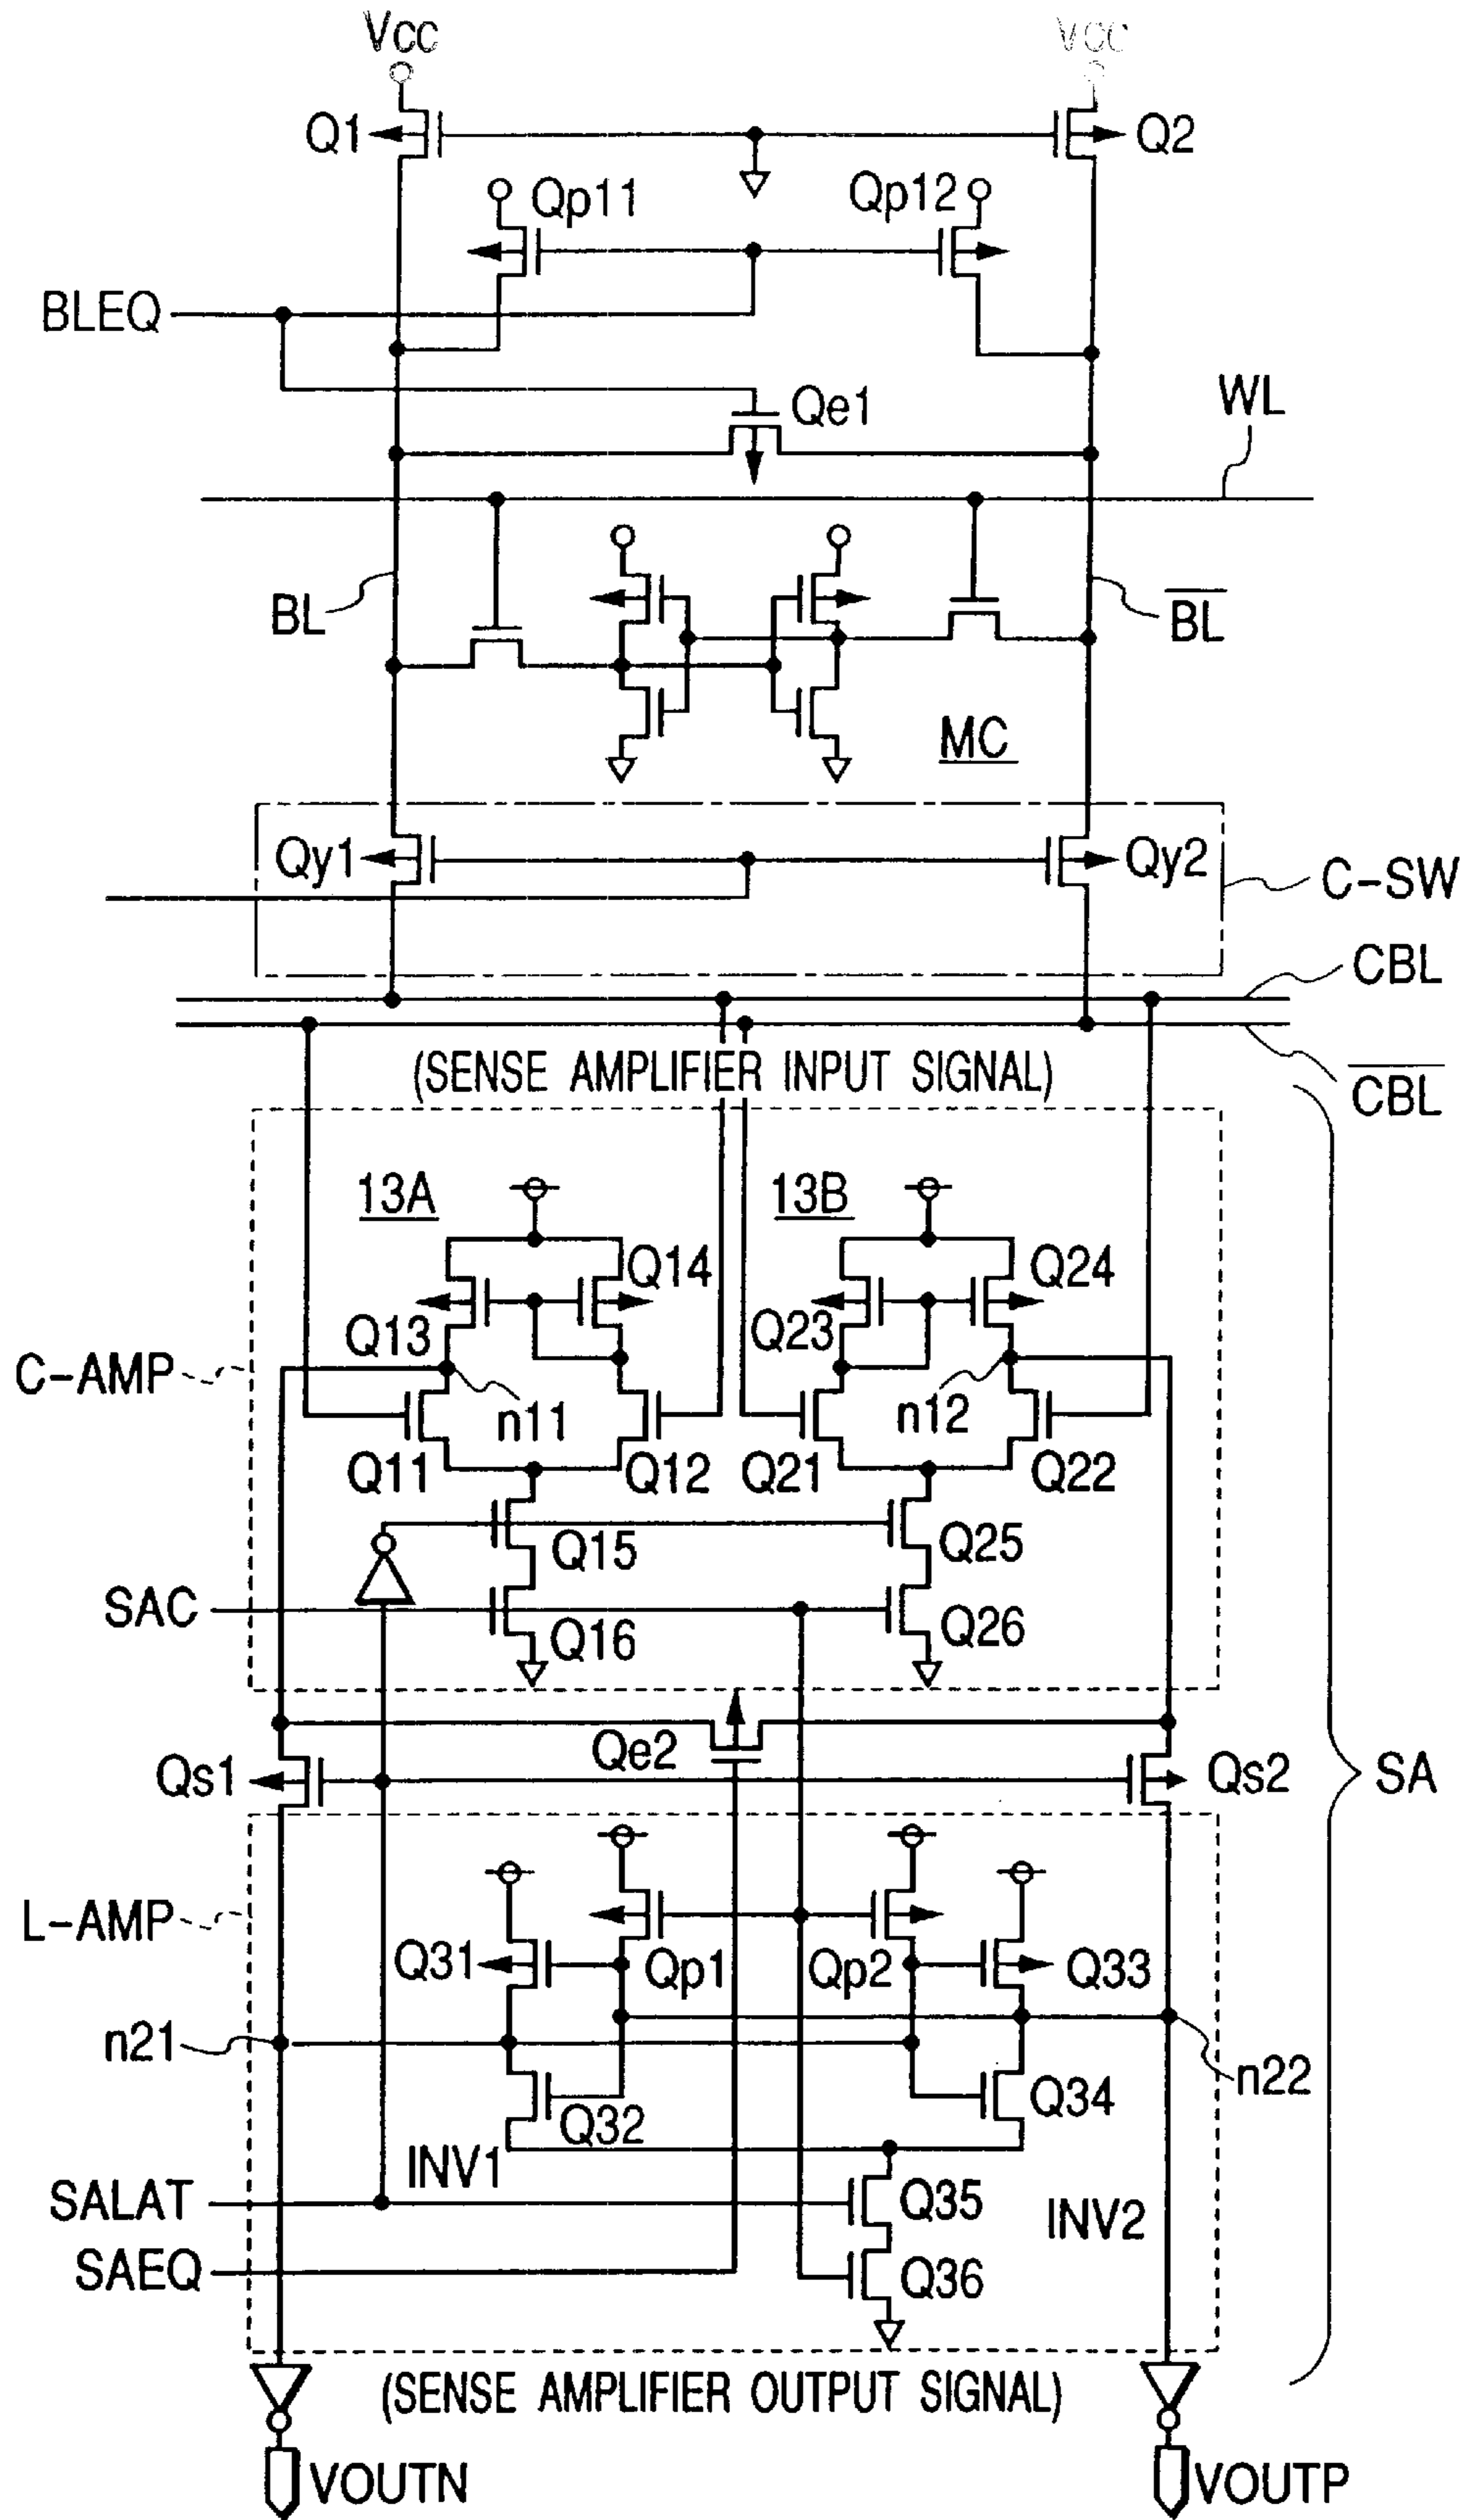 Vcc
Vcc
Q1
Q2
Qp11
Qp12
BLEQ
Qe1
WL
BL
BL
MC
Qy1
Qy2
C-SW
CBL
(SENSE AMPLIFIER INPUT SIGNAL)
CBL
13A
13B
Q14
Q24
Q13
Q23
C-AMP
n11
n12
Q11
Q12
Q21
Q22
Q15
Q25
SAC
Q16
Q26
Qe2
Qs1
Qs2
SA
L-AMP
Q31
Qp1
Qp2
Q33
n21
n22
Q32
Q34
INV1
SALAT
Q35
INV2
SAEQ
Q36
(SENSE AMPLIFIER OUTPUT SIGNAL)
VOUTN
VOUTP